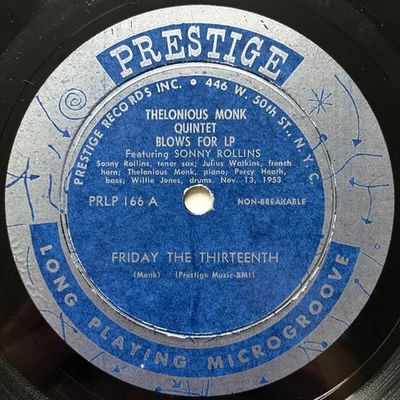 PRESTIGE
PRESTIGE RECORDS INC. • 446 W. 50th ST., N.Y.C.
THELONIOUS MONK
QUINTET
BLOWS FOR LP
Featuring SONNY ROLLINS
Sonny Rollins, tenor sax; Julius Watkins, french
horn; Thelonious Monk, piano; Percy Heath,
bass; Willie Jones, drums. Nov. 13, 1953
PRLP 166 A
NON-BREAKABLE
FRIDAY THE THIRTEENTH
(Monk) (Prestige Music-BMI)
LONG PLAYING MICROGROOVE